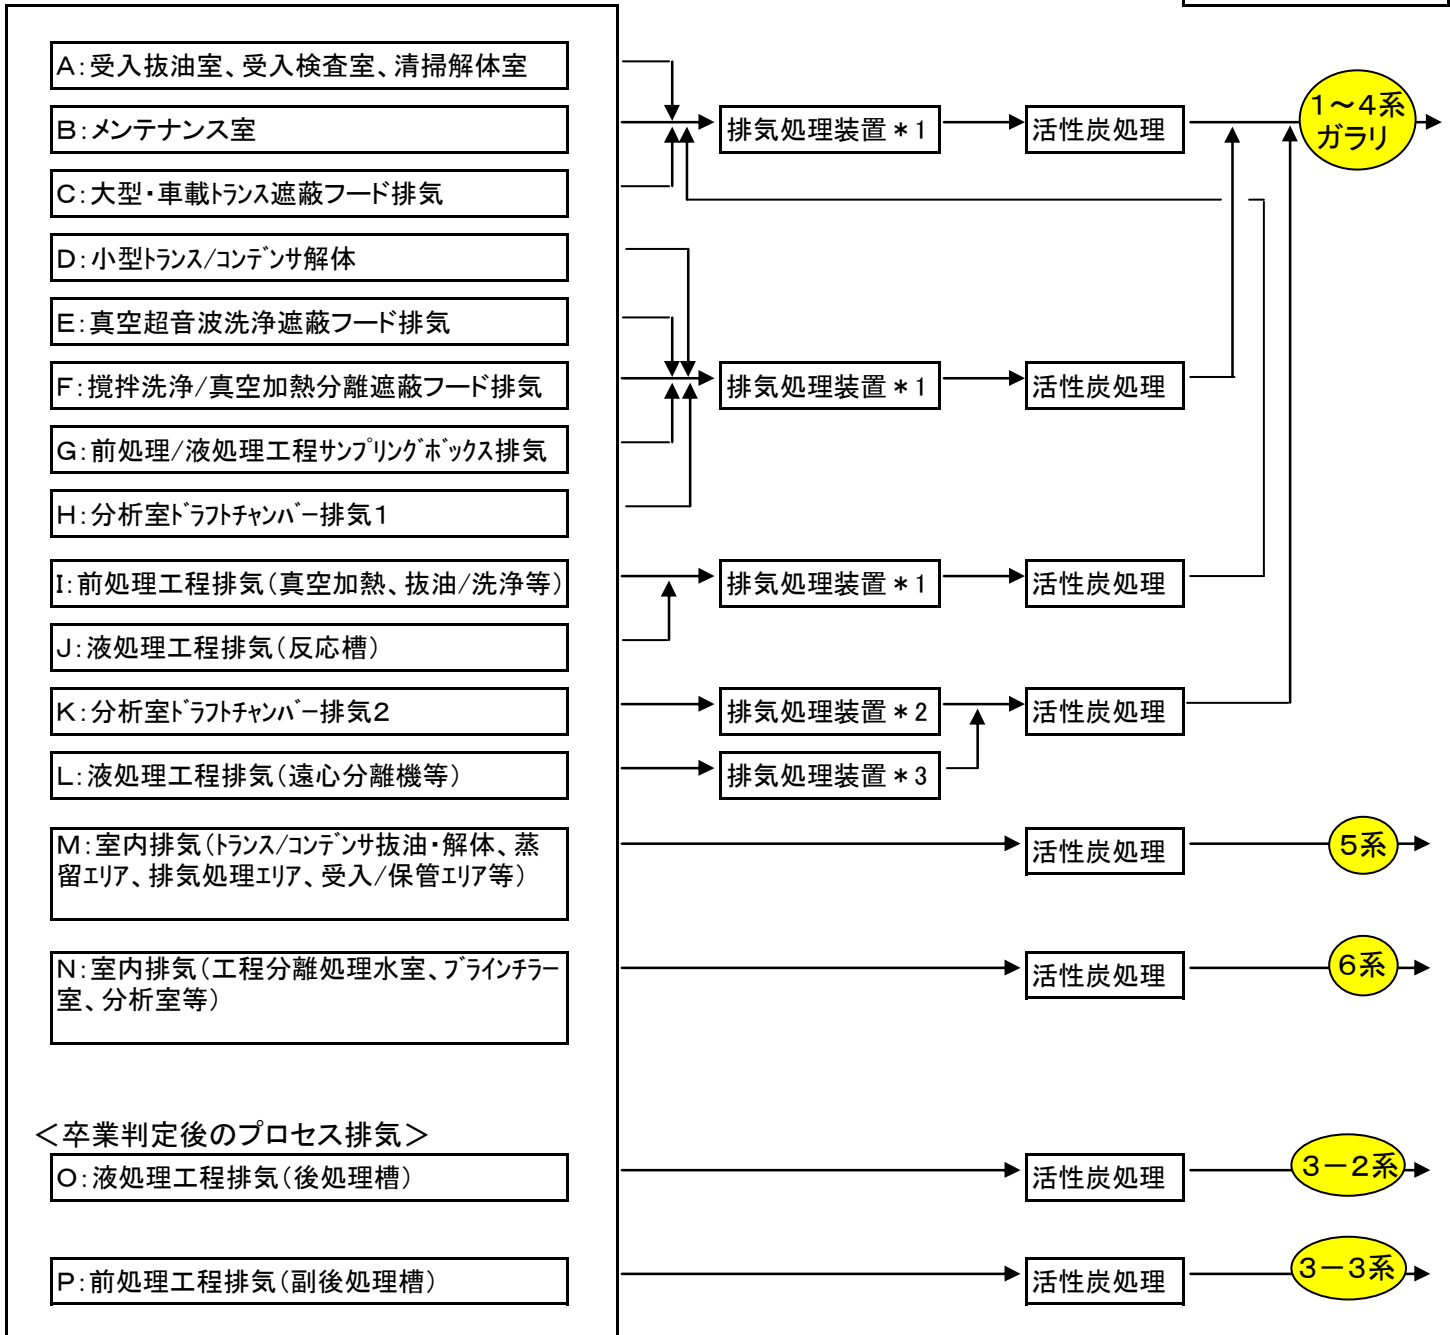 A:受入抜油室、受入検査室、清掃解体室
B:メンテナンス室
排気処理装置*1
活性炭処理
1~4系
ガラリ
C:大型・車載トランス遮蔽フード排気
D:小型トランス/コンデンサ解体
E:真空超音波洗浄遮蔽フード排気
F:撹拌洗浄/真空加熱分離遮蔽フード排気
排気処理装置*1
活性炭処理
G:前処理/液処理工程サンプリングボックス排気
H:分析室ドラフトチャンバー排気1
I:前処理工程排気(真空加熱、抜油/洗浄等)
排気処理装置*1
活性炭処理
J:液処理工程排気(反応槽)
K:分析室ドラフトチャンバー排気2
排気処理装置*2
活性炭処理
L:液処理工程排気(遠心分離機等)
排気処理装置*3
M:室内排気(トランス/コンデンサ抜油・解体、蒸
留エリア、排気処理エリア、受入/保管エリア等)
活性炭処理
5系
N:室内排気(工程分離処理水室、ブラインチラー
室、分析室等)
活性炭処理
6系
<卒業判定後のプロセス排気>
O:液処理工程排気(後処理槽)
活性炭処理
3-2系
P:前処理工程排気(副後処理槽)
活性炭処理
3-3系